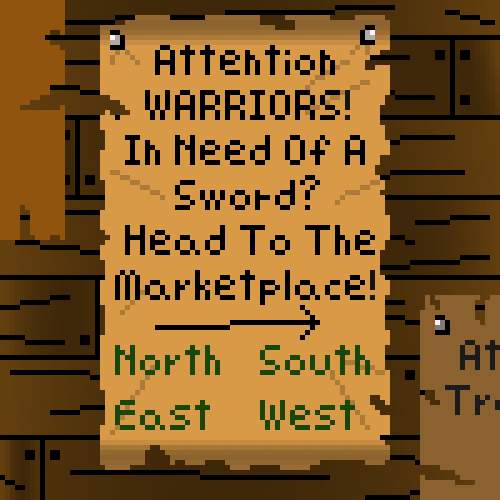 Attention
WARRIORS!
In Need Of A
Sword?
Head To The
Marketplace!
North South
East West